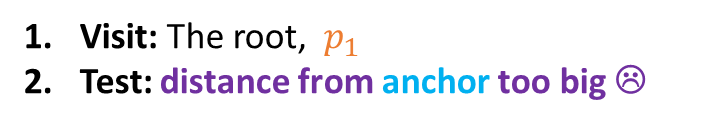 1. Visit: The root, p₁
2. Test: distance from anchor too big ☹